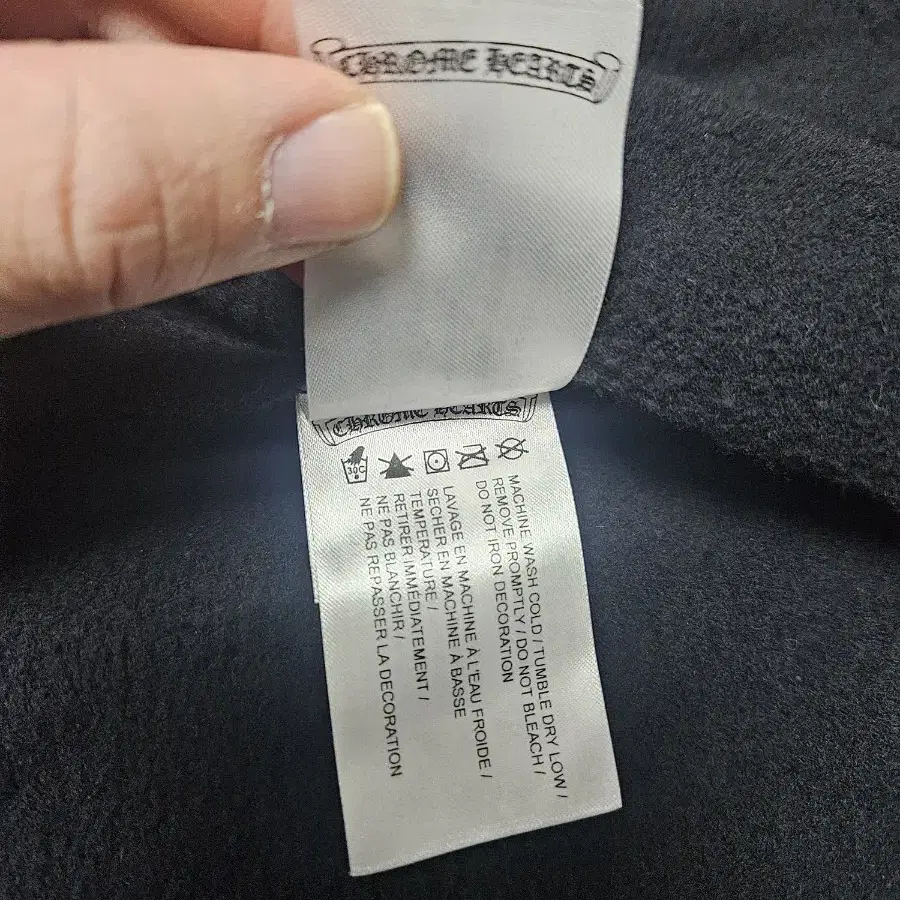 CHROME HEARTS
CHROME HEARTS
30C
MACHINE WASH COLD / TUMBLE DRY LOW /
REMOVE PROMPTLY / DO NOT BLEACH /
DO NOT IRON DECORATION
LAVAGE EN MACHINE À L'EAU FROIDE /
SECHER EN MACHINE À BASSE
TEMPERATURE /
RETIRER IMMÉDIATEMENT /
NE PAS BLANCHIR /
NE PAS REPASSER LA DECORATION